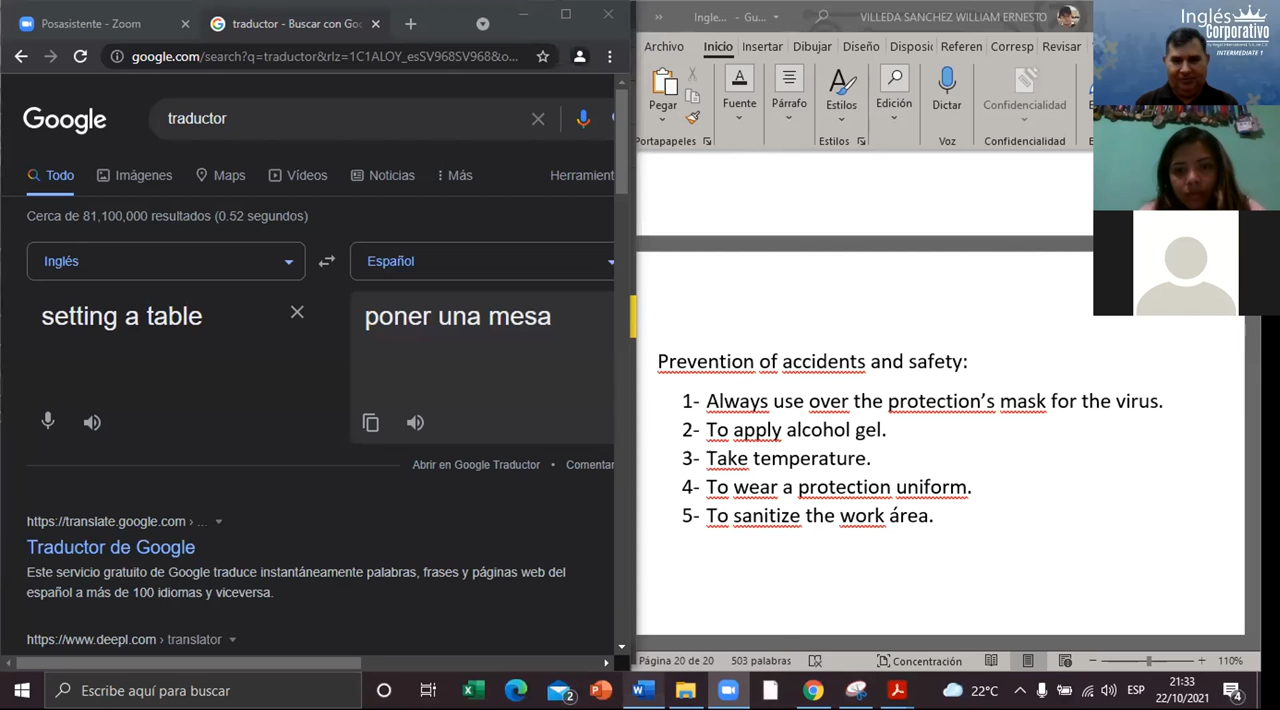 Posasistente - Zoom
traductor - Buscar con Goo
google.com/search?q=traductor&rlz=1C1ALOY_esSV968SV968&o...
Google
traductor
Todo
Imágenes
Maps
Vídeos
Noticias
Más
Herramient
Cerca de 81,100,000 resultados (0.52 segundos)
Inglés
Español
setting a table
poner una mesa
Abrir en Google Traductor • Comentar
https://translate.google.com › ...
Traductor de Google
Este servicio gratuito de Google traduce instantáneamente palabras, frases y páginas web del
español a más de 100 idiomas y viceversa.
https://www.deepl.com › translator
Ingle... - Gu...
VILLEDA SANCHEZ WILLIAM ERNESTO
Archivo Inicio Insertar Dibujar Diseño Disposi Referen Corresp Revisar
Pegar
Fuente
Párrafo
Estilos
Edición
Dictar
Confidencialidad
Portapapeles
Estilos
Voz
Confidencialidad
Inglés
Corporativo
INTERMEDIATE 1
Prevention of accidents and safety:
1- Always use over the protection's mask for the virus.
2- To apply alcohol gel.
3- Take temperature.
4- To wear a protection uniform.
5- To sanitize the work área.
Página 20 de 20 503 palabras
Concentración
110%
Escribe aquí para buscar
2
22°C
ESP
21:33
22/10/2021
4